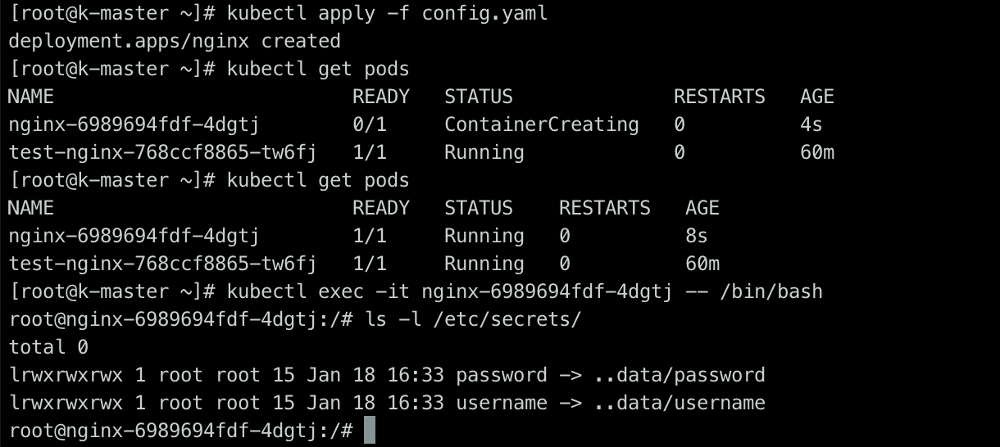 [root@k-master ~]# kubectl apply -f config.yaml
deployment.apps/nginx created
[root@k-master ~]# kubectl get pods
NAME                          READY   STATUS              RESTARTS   AGE
nginx-6989694fdf-4dgtj        0/1     ContainerCreating   0          4s
test-nginx-768ccf8865-tw6fj   1/1     Running             0          60m
[root@k-master ~]# kubectl get pods
NAME                          READY   STATUS    RESTARTS   AGE
nginx-6989694fdf-4dgtj        1/1     Running   0          8s
test-nginx-768ccf8865-tw6fj   1/1     Running   0          60m
[root@k-master ~]# kubectl exec -it nginx-6989694fdf-4dgtj -- /bin/bash
root@nginx-6989694fdf-4dgtj:/# ls -l /etc/secrets/
total 0
lrwxrwxrwx 1 root root 15 Jan 18 16:33 password -> ..data/password
lrwxrwxrwx 1 root root 15 Jan 18 16:33 username -> ..data/username
root@nginx-6989694fdf-4dgtj:/#